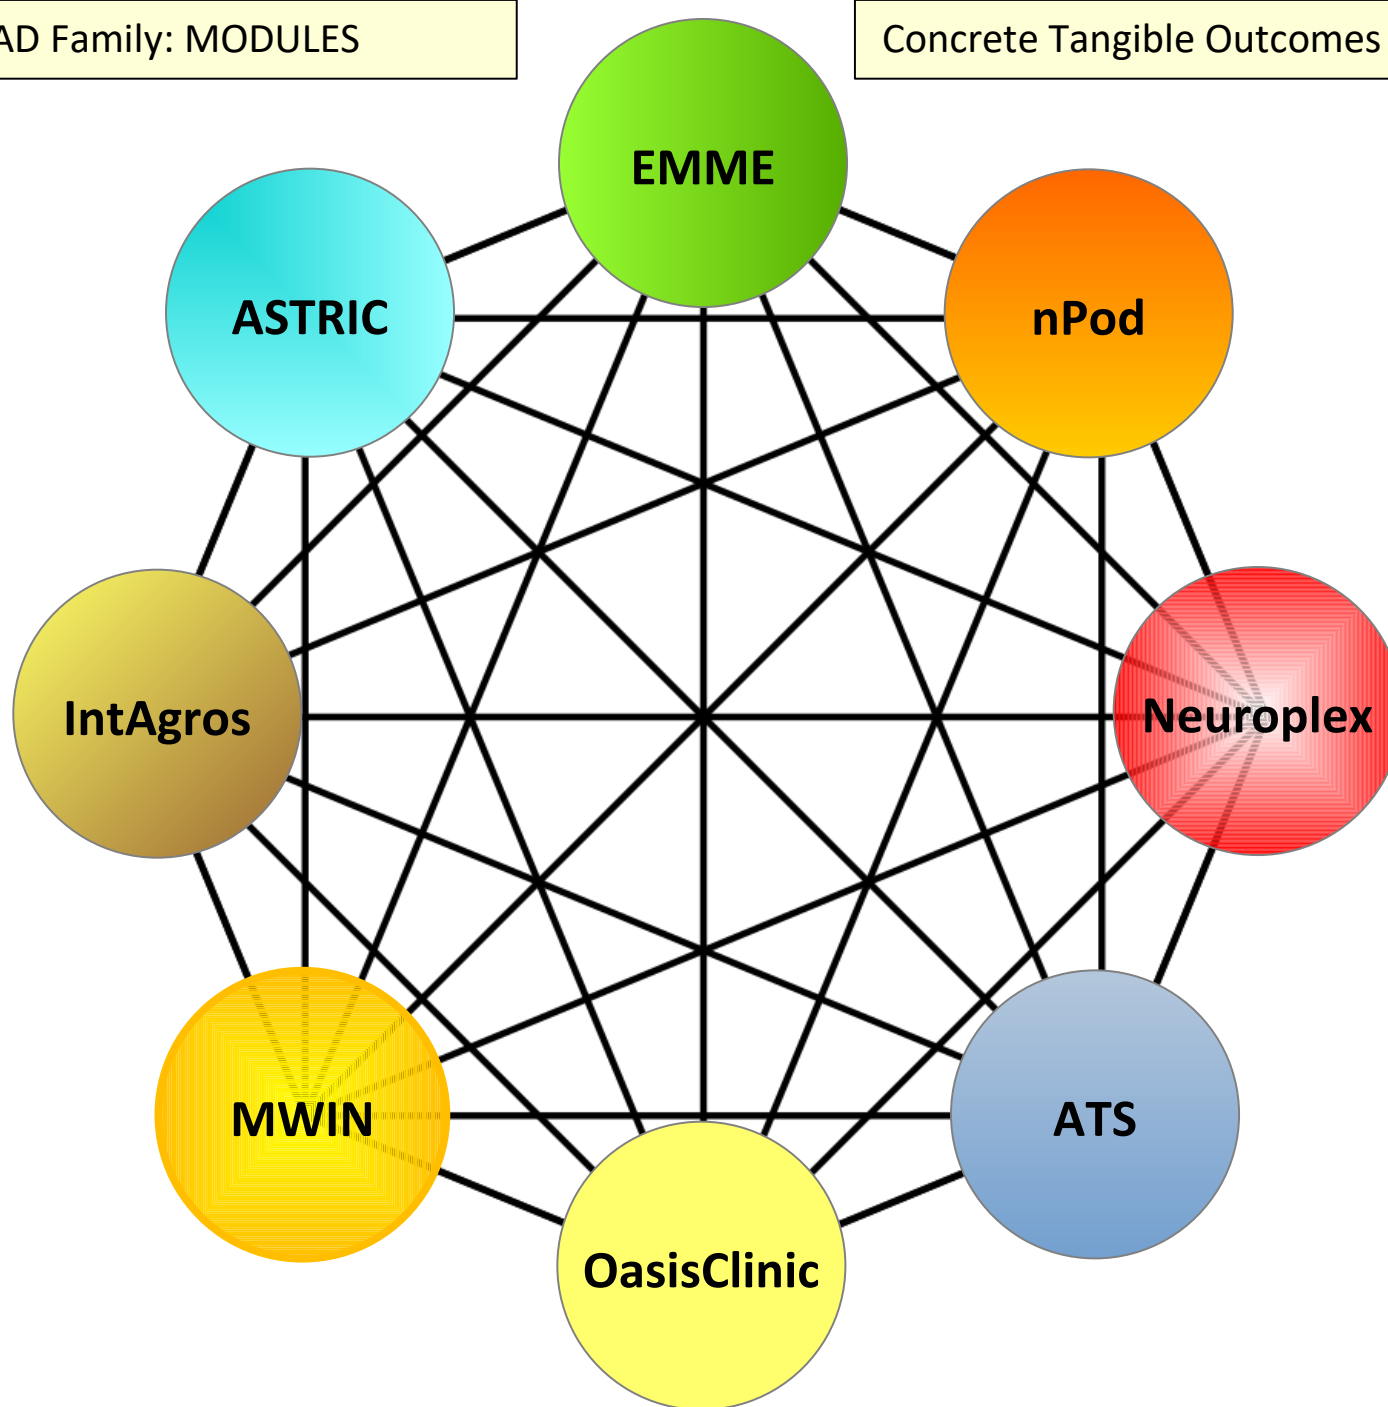 AD Family: MODULES
Concrete Tangible Outcomes
EMME
ASTRIC
nPod
IntAgros
Neuroplex
MWIN
ATS
OasisClinic